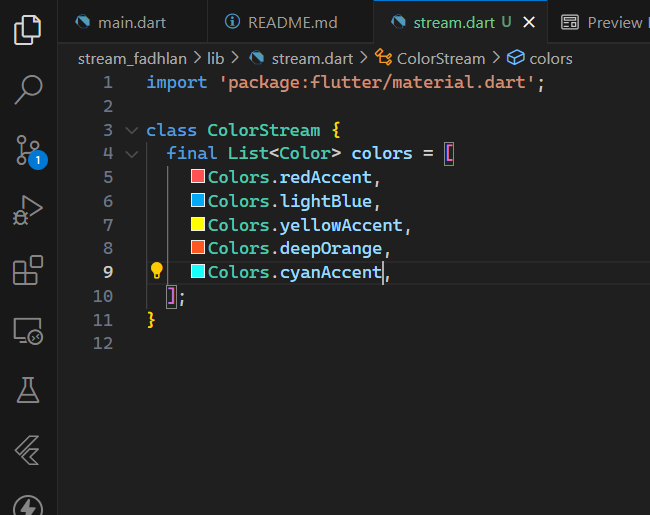 main.dart README.md stream.dart U Preview
stream_fadhlan lib stream.dart ColorStream colors
1 import 'package:flutter/material.dart';
2
3 class ColorStream {
4 final List<Color> colors = [
5 Colors.redAccent,
6 Colors.lightBlue,
7 Colors.yellowAccent,
8 Colors.deepOrange,
9 Colors.cyanAccent,
10 ];
11 }
12
1